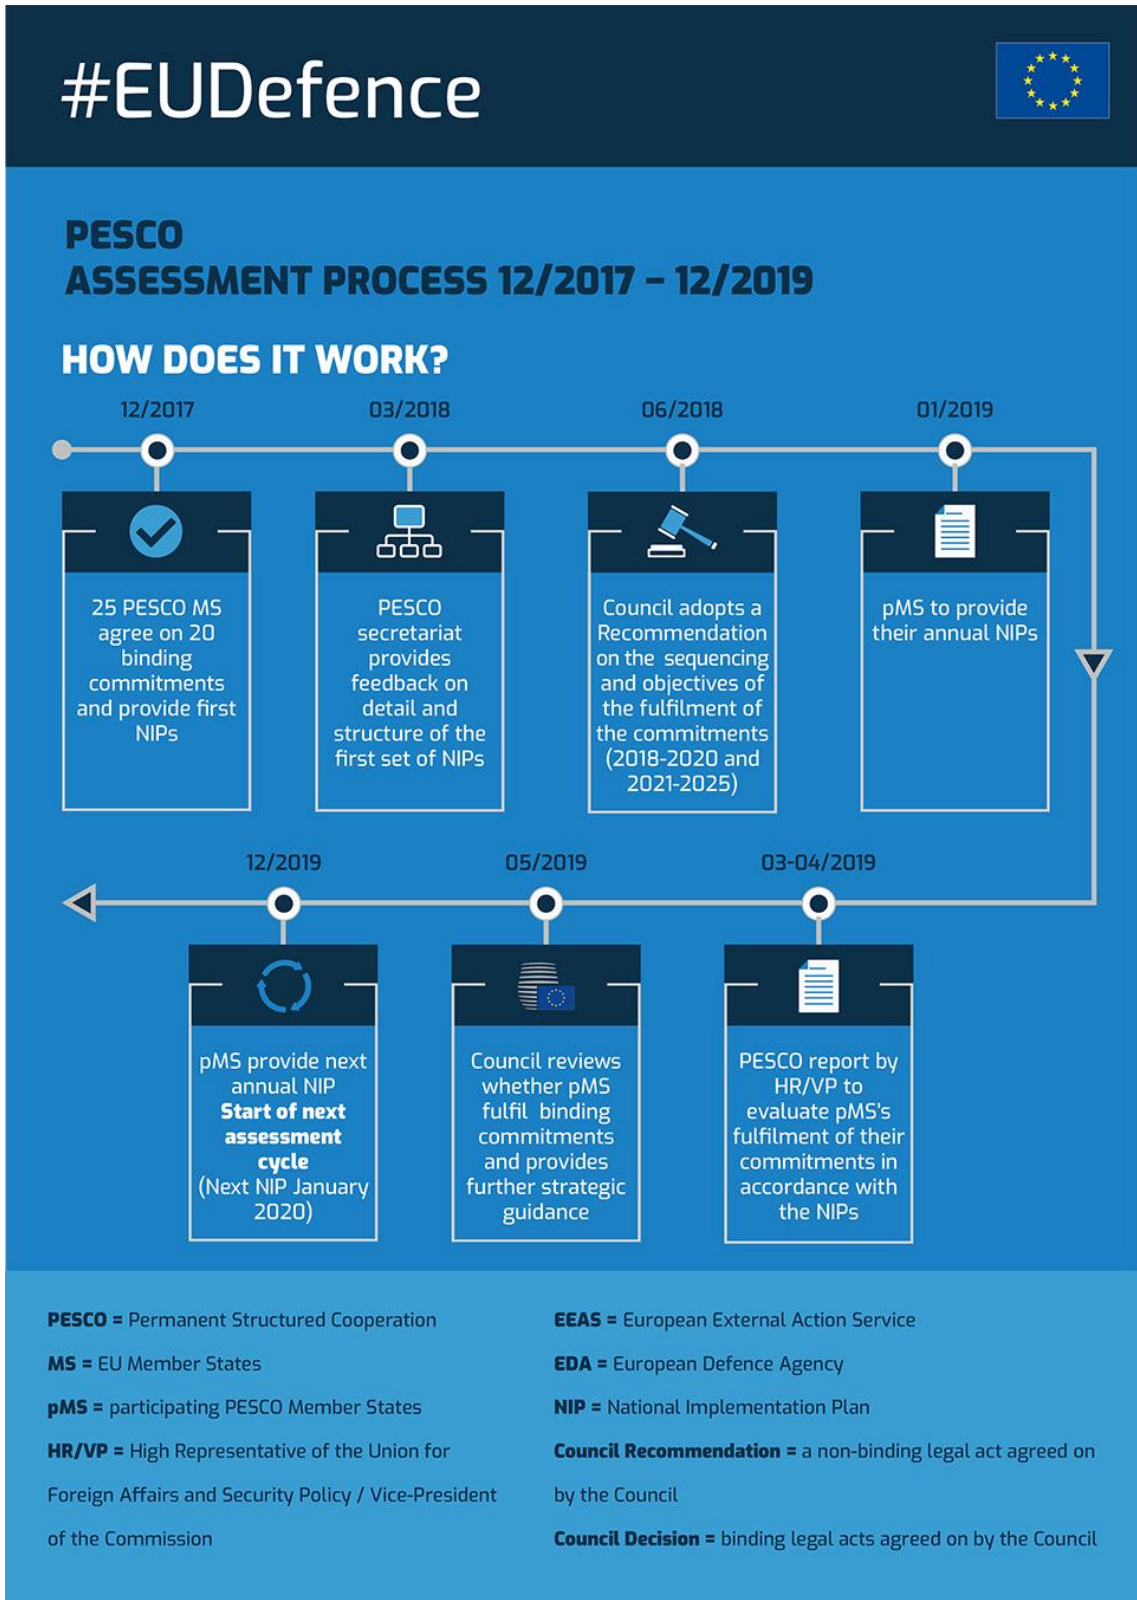 #EUDefence
PESCO
ASSESSMENT PROCESS 12/2017 – 12/2019
HOW DOES IT WORK?
12/2017
25 PESCO MS
agree on 20
binding
commitments
and provide first
NIPs
03/2018
PESCO
secretariat
provides
feedback on
detail and
structure of the
first set of NIPs
06/2018
Council adopts a
Recommendation
on the sequencing
and objectives of
the fulfilment of
the commitments
(2018-2020 and
2021-2025)
01/2019
pMS to provide
their annual NIPs
03-04/2019
PESCO report by
HR/VP to
evaluate pMS's
fulfilment of their
commitments in
accordance with
the NIPs
05/2019
Council reviews
whether pMS
fulfil binding
commitments
and provides
further strategic
guidance
12/2019
pMS provide next
annual NIP
Start of next
assessment
cycle
(Next NIP January
2020)
PESCO = Permanent Structured Cooperation
MS = EU Member States
pMS = participating PESCO Member States
HR/VP = High Representative of the Union for
Foreign Affairs and Security Policy / Vice-President
of the Commission
EEAS = European External Action Service
EDA = European Defence Agency
NIP = National Implementation Plan
Council Recommendation = a non-binding legal act agreed on
by the Council
Council Decision = binding legal acts agreed on by the Council